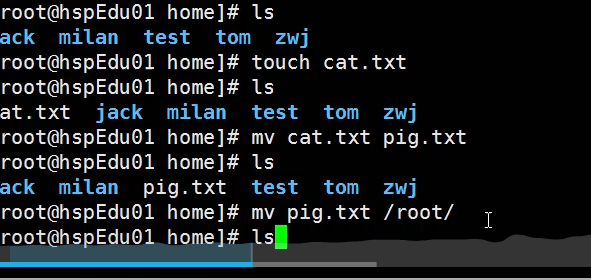 root@hspEdu01 home]# ls
ack milan test tom zwj
root@hspEdu01 home]# touch cat.txt
root@hspEdu01 home]# ls
at.txt jack milan test tom zwj
root@hspEdu01 home]# mv cat.txt pig.txt
root@hspEdu01 home]# ls
ack milan pig.txt test tom zwj
root@hspEdu01 home]# mv pig.txt /root/
root@hspEdu01 home]# ls